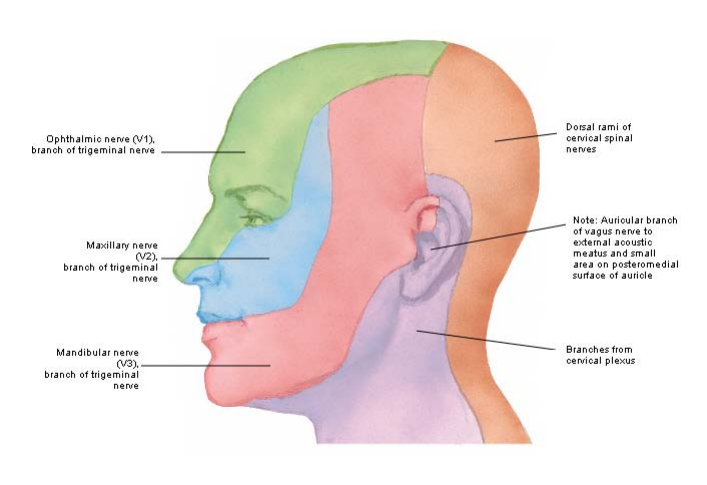 Ophthalmic nerve (V1),
branch of trigeminal nerve
Maxillary nerve
(V2),
branch of trigeminal
nerve
Mandibular nerve
(V3),
branch of trigeminal
nerve
Dorsal rami of
cervical spinal
nerves
Note: Auricular branch
of vagus nerve to
external acoustic
meatus and small
area on posteromedial
surface of auricle
Branches from
cervical plexus